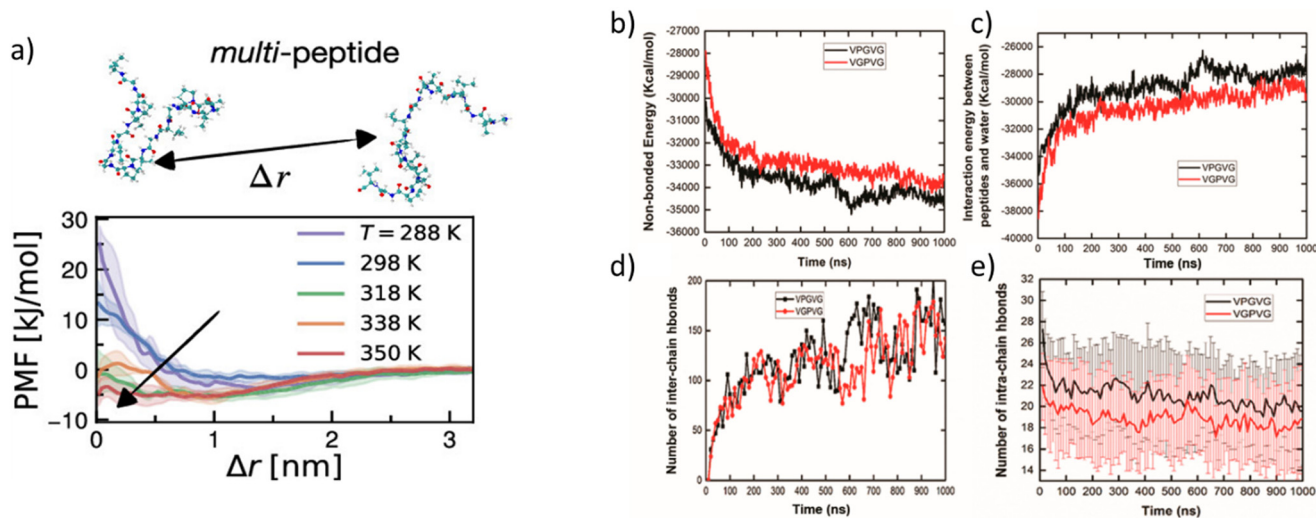 a)
multi-peptide
Δr
30
20
10
0
−5
−10
PMF [kJ/mol]
T = 288 K
298 K
318 K
338 K
350 K
0
1
2
3
Δr [nm]
b)
-27000
-28000
-29000
-30000
-31000
-32000
-33000
-34000
-35000
-36000
Non-bonded Energy (Kcal/mol)
VPGVG
VGPVG
0 100 200 300 400 500 600 700 800 900 1000
Time (ns)
c)
-26000
-28000
-30000
-32000
-34000
-36000
-38000
-40000
Interaction energy between
peptides and water (Kcal/mol)
VPGVG
VGPVG
0 100 200 300 400 500 600 700 800 900 1000
Time (ns)
d)
200
150
100
50
0
Number of inter-chain hbonds
VPGVG
VGPVG
0 100 200 300 400 500 600 700 800 900 1000
Time (ns)
e)
32
30
28
26
24
22
20
18
16
14
Number of intra-chain hbonds
VPGVG
VGPVG
0 100 200 300 400 500 600 700 800 900 1000
Time (ns)